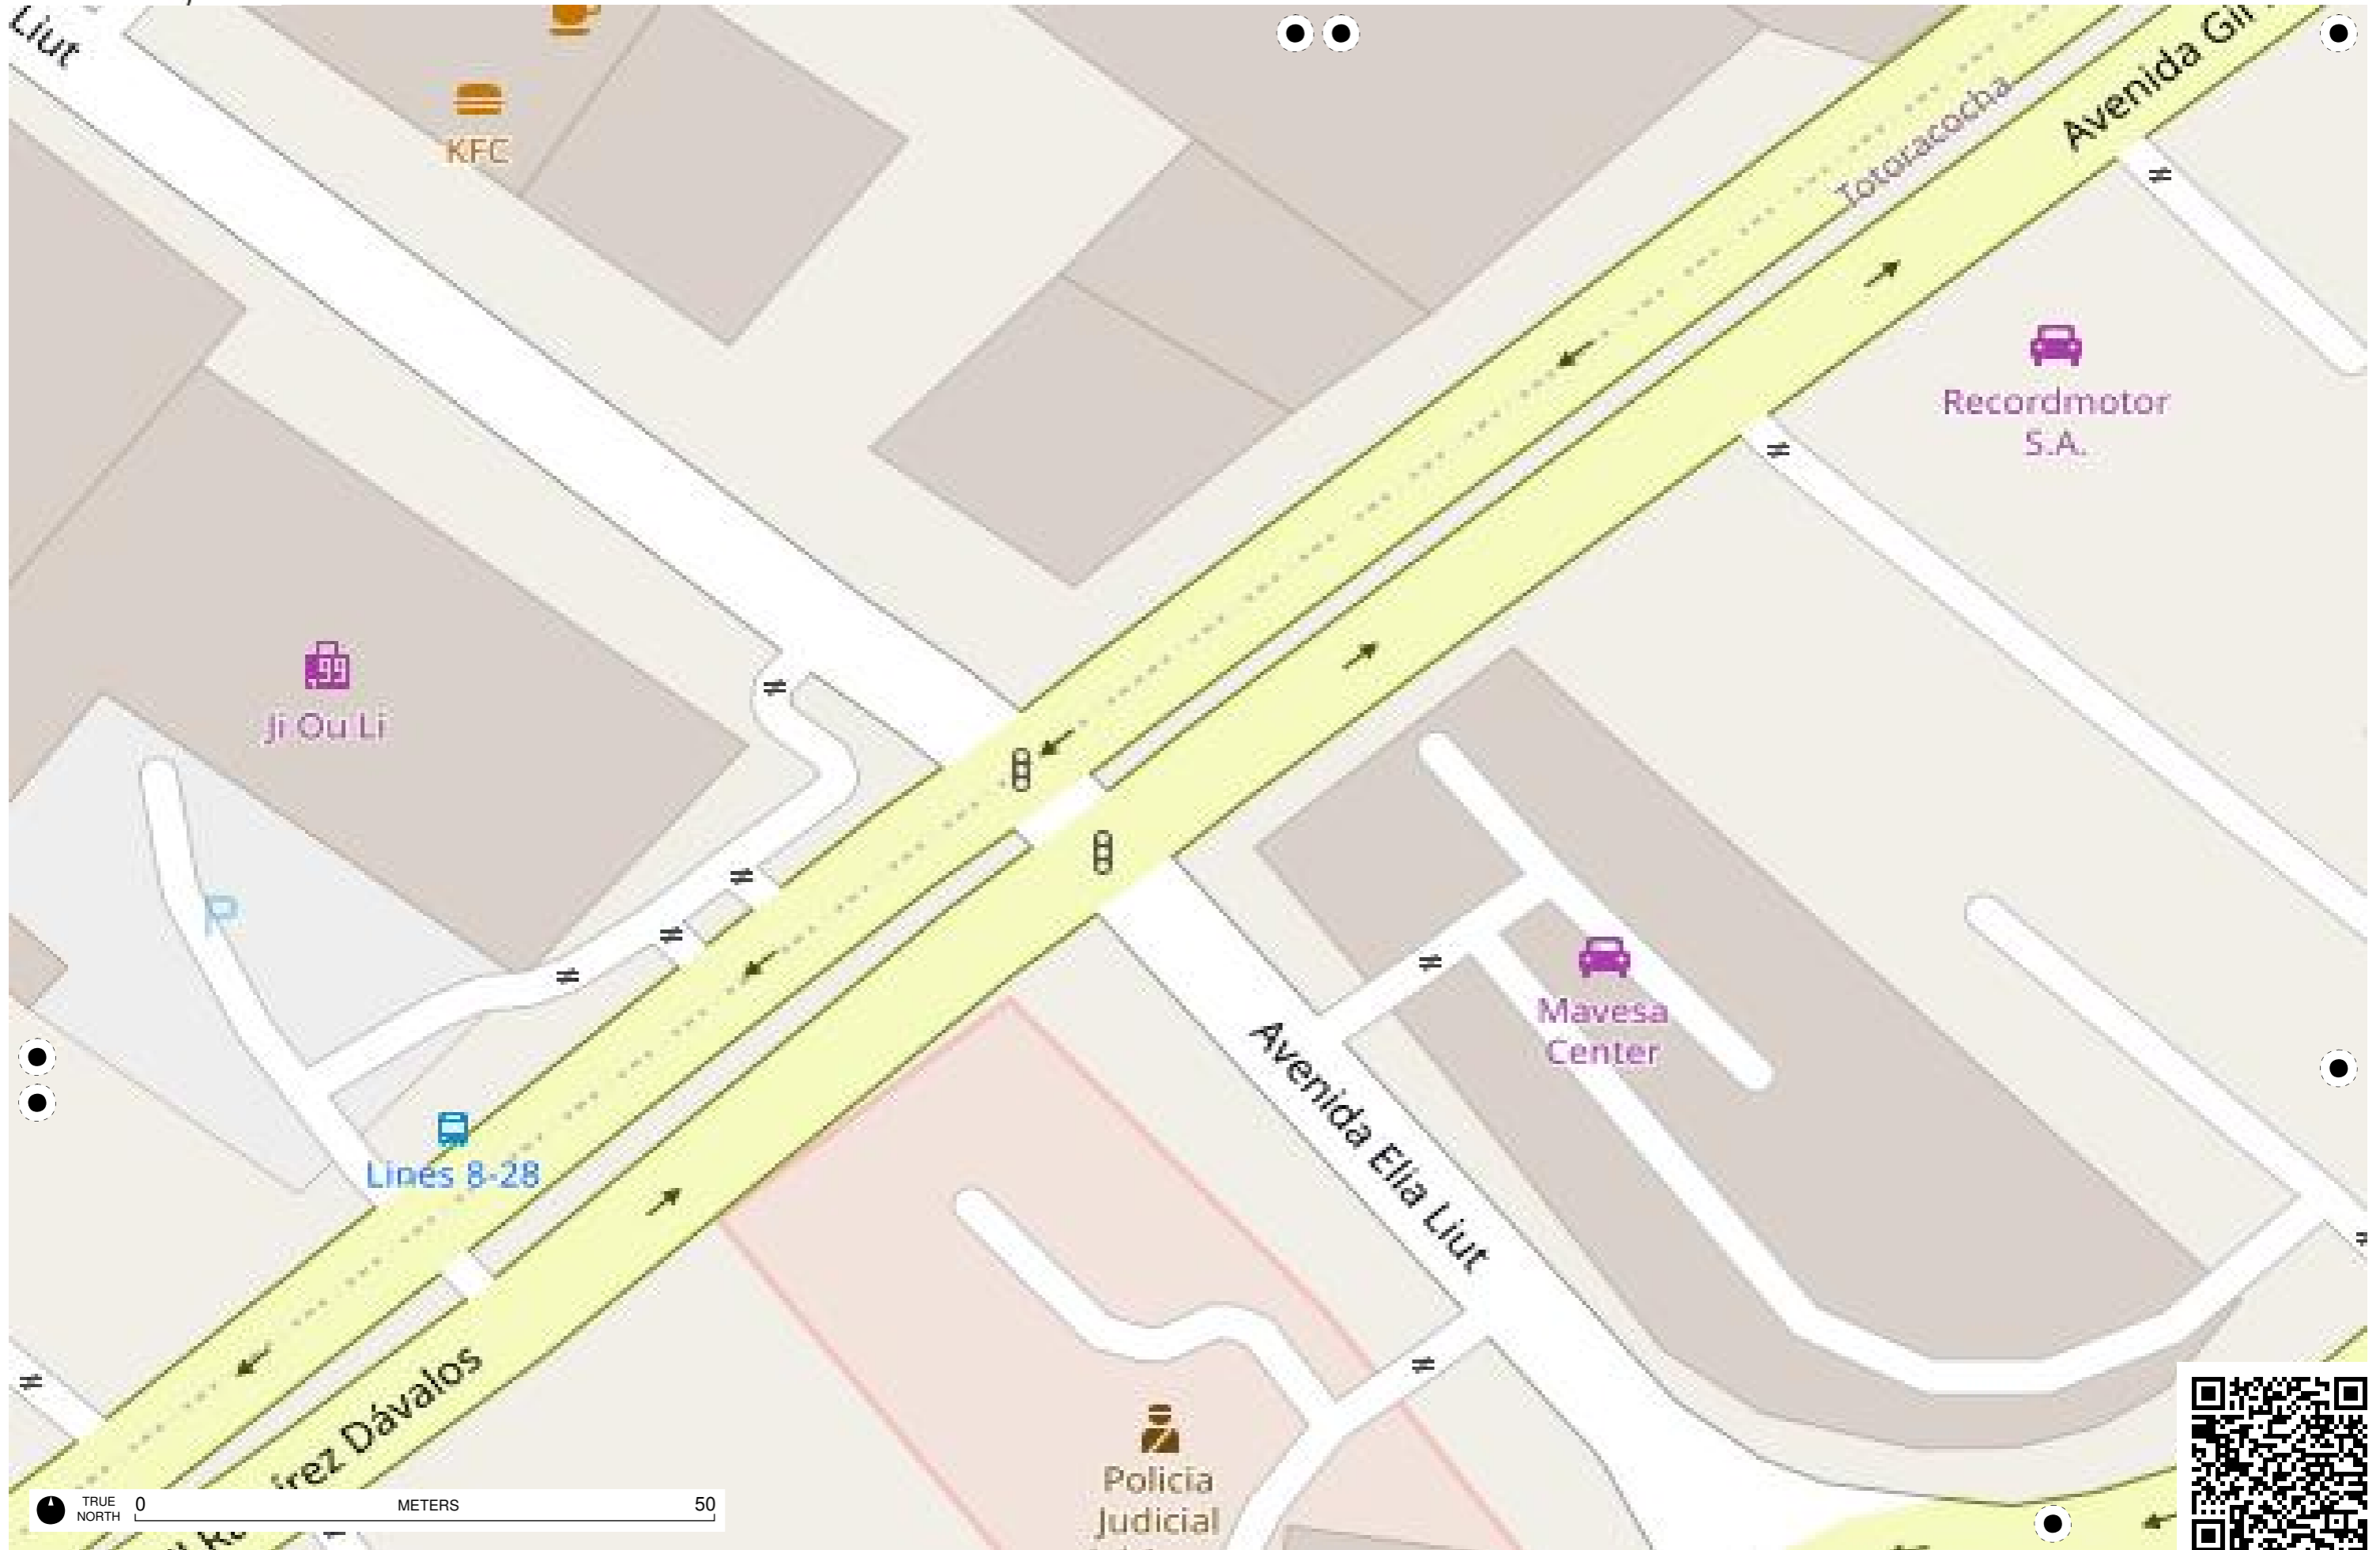 Liut
KFC
Totoracocha
Avenida
Recordmotor
S.A.
Ji Ou Li
Mavesa
Center
Avenida Elia Liut
Lines 8-28
Dávalos
Policia
Judicial
TRUE
NORTH
0
METERS
50